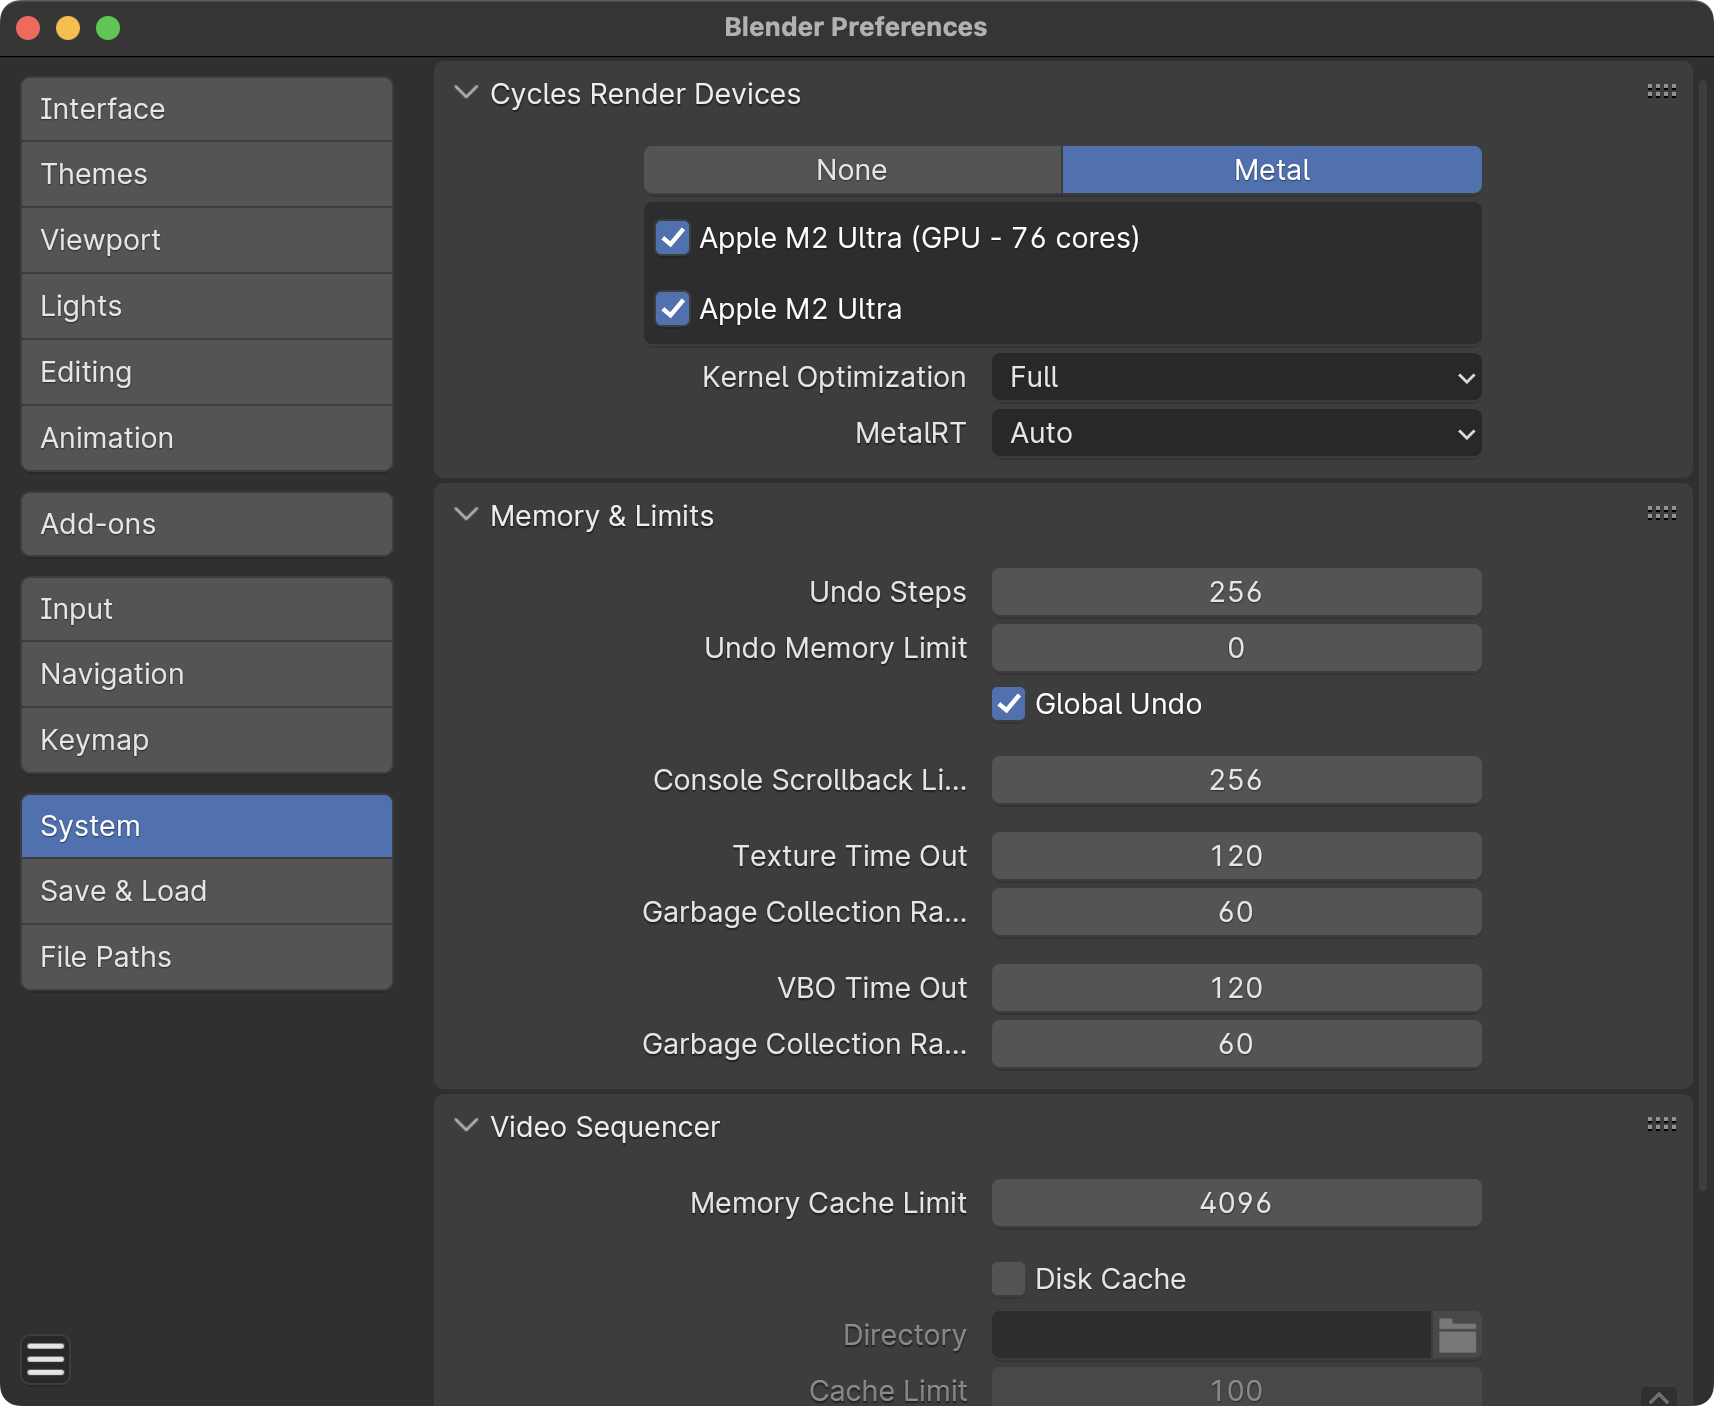 Blender Preferences
Interface
Themes
Viewport
Lights
Editing
Animation
Add-ons
Input
Navigation
Keymap
System
Save & Load
File Paths
Cycles Render Devices
None Metal
Apple M2 Ultra (GPU - 76 cores)
Apple M2 Ultra
Kernel Optimization Full
MetalRT Auto
Memory & Limits
Undo Steps 256
Undo Memory Limit 0
Global Undo
Console Scrollback Li... 256
Texture Time Out 120
Garbage Collection Ra... 60
VBO Time Out 120
Garbage Collection Ra... 60
Video Sequencer
Memory Cache Limit 4096
Disk Cache
Directory
Cache Limit 100